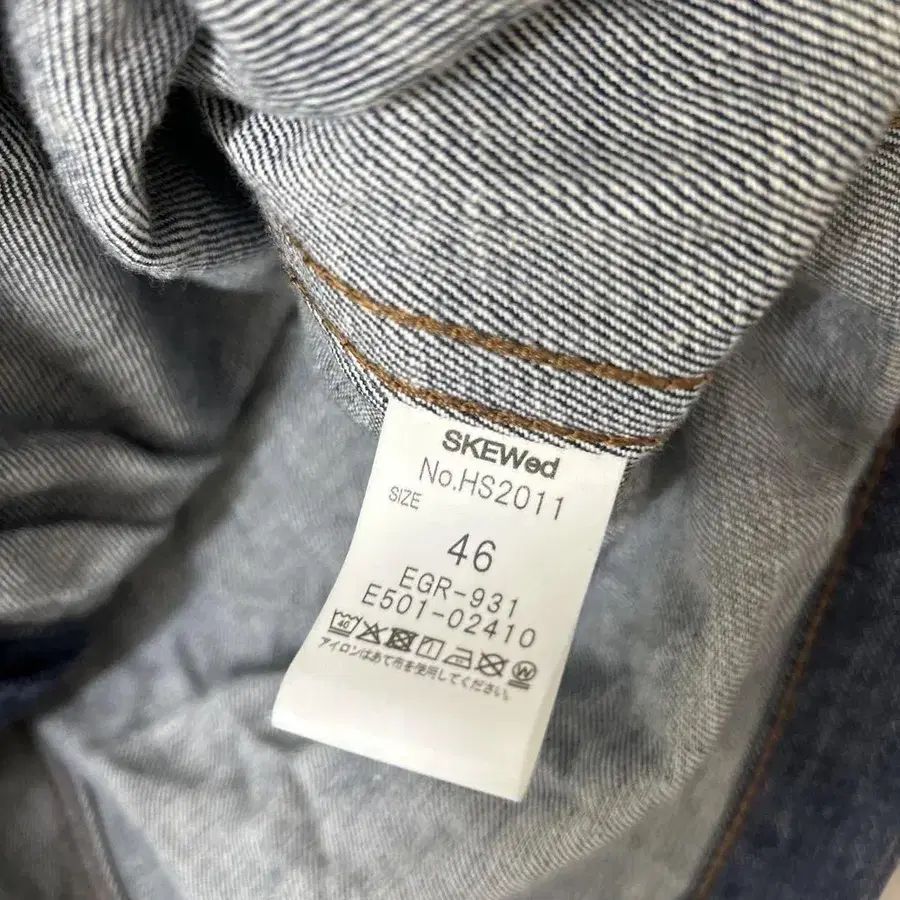 SKEWed
No.HS2011
SIZE
46
EGR-931
E501-02410
40 W
アイロンはあて布を使用してください。